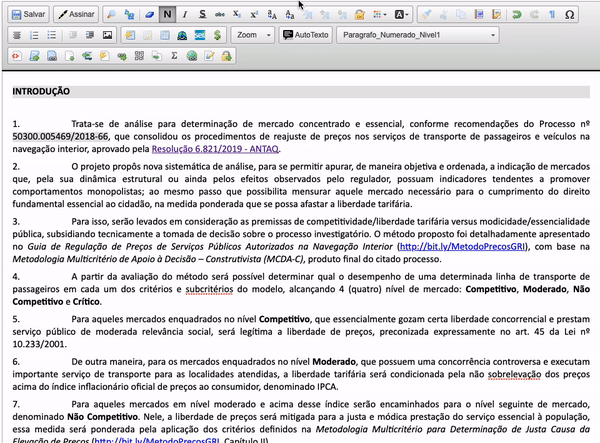 Salvar Assinar N I S abc X₂ X² aA Aa A ¶ Ω
Zoom AutoTexto Paragrafo_Numerado_Nivel1
INTRODUÇÃO
1. Trata-se de análise para determinação de mercado concentrado e essencial, conforme recomendações do Processo nº
50300.005469/2018-66, que consolidou os procedimentos de reajuste de preços nos serviços de transporte de passageiros e veículos na
navegação interior, aprovado pela Resolução 6.821/2019 - ANTAQ.
2. O projeto propôs nova sistemática de análise, para se permitir apurar, de maneira objetiva e ordenada, a indicação de mercados
que, pela sua dinâmica estrutural ou ainda pelos efeitos observados pelo regulador, possuam indicadores tendentes a promover
comportamentos monopolistas; ao mesmo passo que possibilita mensurar aquele mercado necessário para o cumprimento do direito
fundamental essencial ao cidadão, na medida ponderada que se possa afastar a liberdade tarifária.
3. Para isso, serão levados em consideração as premissas de competividade/liberdade tarifária versus modicidade/essencialidade
pública, subsidiando tecnicamente a tomada de decisão sobre o processo investigatório. O método proposto foi detalhadamente apresentado
no Guia de Regulação de Preços de Serviços Públicos Autorizados na Navegação Interior (http://bit.ly/MetodoPrecosGRI), com base na
Metodologia Multicritério de Apoio à Decisão – Construtivista (MCDA-C), produto final do citado processo.
4. A partir da avaliação do método será possível determinar qual o desempenho de uma determinada linha de transporte de
passageiros em cada um dos critérios e subcritérios do modelo, alcançando 4 (quatro) nível de mercado: Competivo, Moderado, Não
Competivo e Crítico.
5. Para aqueles mercados enquadrados no nível Competivo, que essencialmente gozam certa liberdade concorrencial e prestam
serviço público de moderada relevância social, será legítima a liberdade de preços, preconizada expressamente no art. 45 da Lei nº
10.233/2001.
6. De outra maneira, para os mercados enquadrados no nível Moderado, que possuem uma concorrência controversa e executam
importante serviço de transporte para as localidades atendidas, a liberdade tarifária será condicionada pela não sobrelevação dos preços
acima do índice inflacionário oficial de preços ao consumidor, denominado IPCA.
7. Para aqueles mercados em nível moderado e acima desse índice serão encaminhados para o nível seguinte de mercado,
denominado Não Competivo. Nele, a liberdade de preços será mitigada para a justa e módica prestação do serviço essencial à população,
essa medida será ponderada pela aplicação dos critérios definidos na Metodologia Multicritério para Determinação de Justa Causa da
Elevação de Preços (http://bit.ly/MetodoPrecosGRI, Capítulo II).